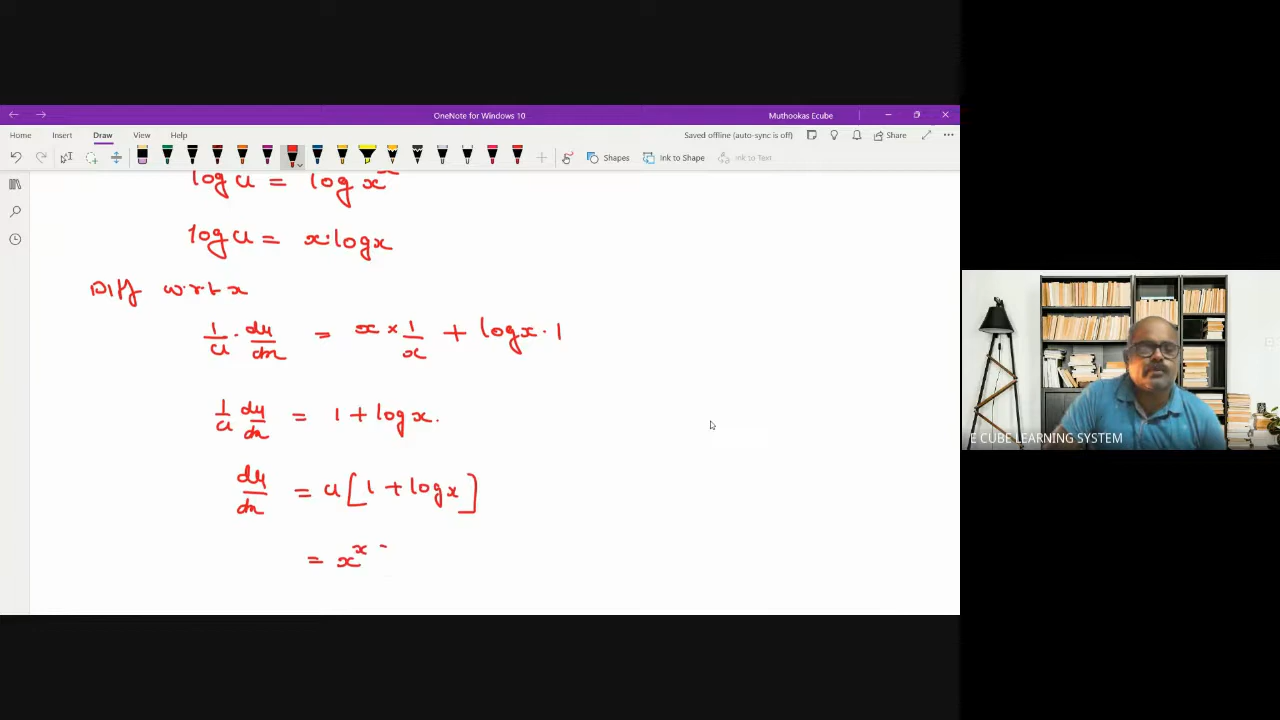 OneNote for Windows 10
Muthookas Ecube
Home Insert Draw View Help
Saved offline (auto-sync is off)
Share
Shapes
Ink to Shape
Ink to Text
log u = log x^x
log u = x·log x
Diff w·r·t x
1/u · du/dx = x × 1/x + log x · 1
1/u du/dx = 1 + log x.
du/dx = u[1 + log x]
= x^x
E CUBE LEARNING SYSTEM